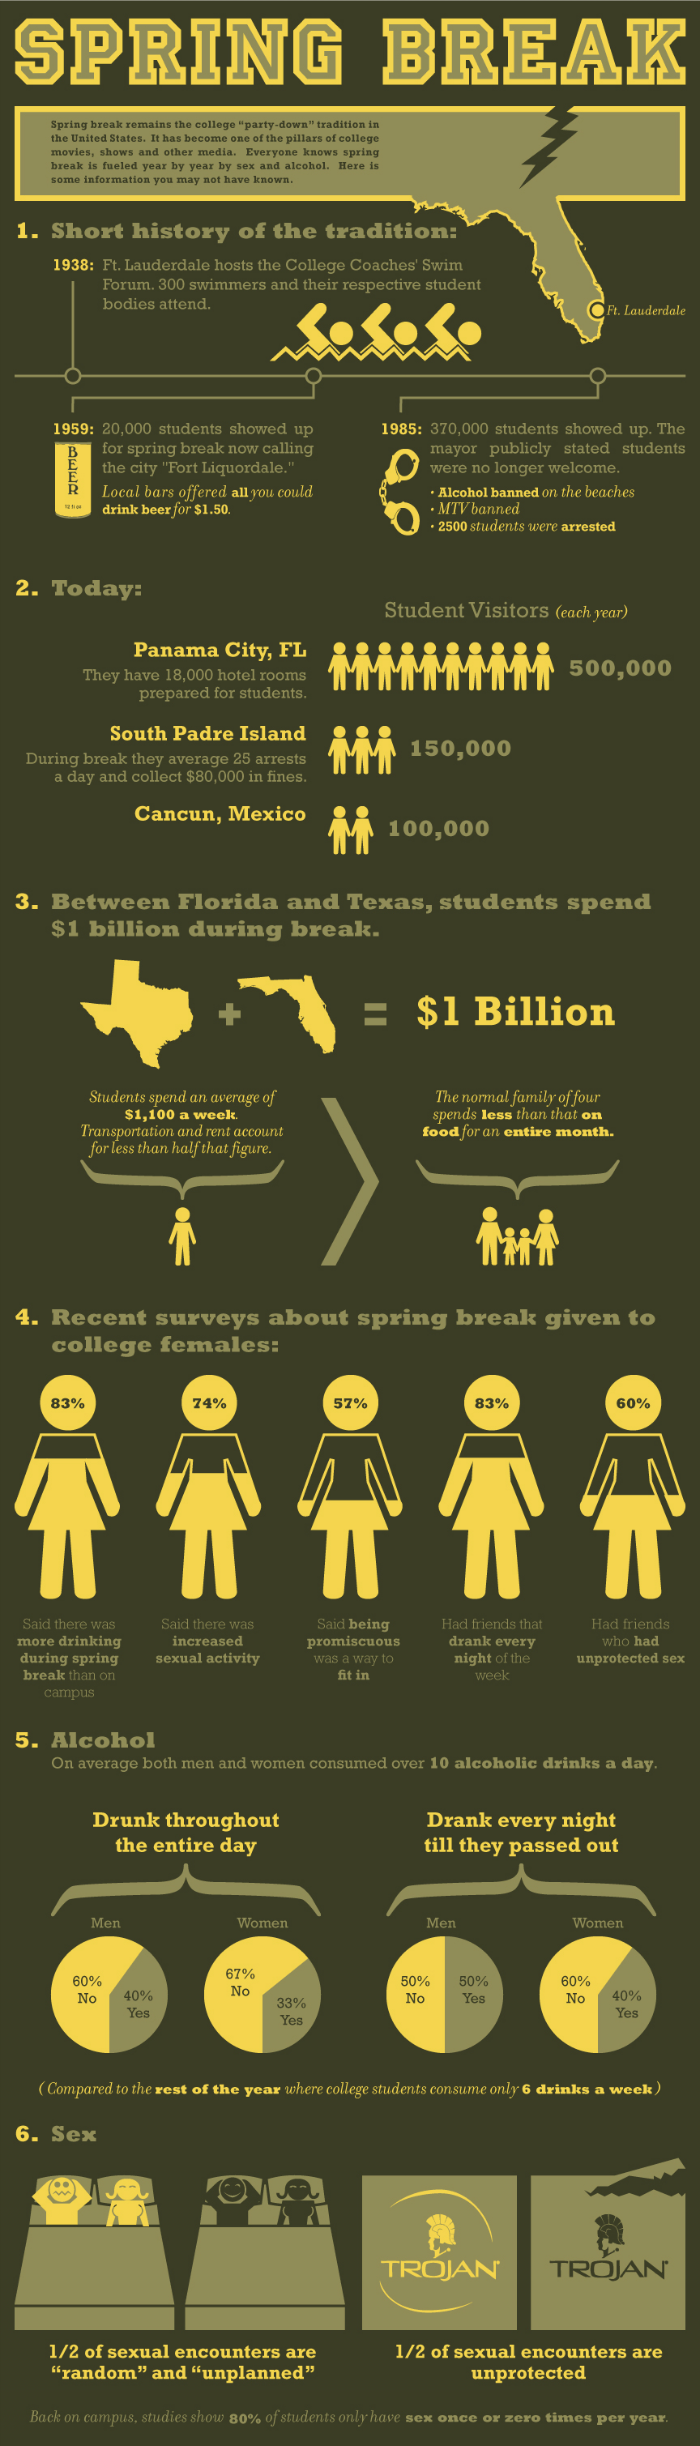 SPRING BREAK
Spring break remains the college "party-down" tradition in
the United States. It has become one of the pillars of college
movies, shows and other media. Everyone knows spring
break is fueled year by year by sex and alcohol. Here is
some information you may not have known.
1. Short history of the tradition:
1938: Ft. Lauderdale hosts the College Coaches' Swim
Forum. 300 swimmers and their respective student
bodies attend.
Ft. Lauderdale
1959: 20,000 students showed up
for spring break now calling
the city "Fort Liquordale."
Local bars offered all you could
drink beer for $1.50.
BEER
12 fl oz
1985: 370,000 students showed up. The
mayor publicly stated students
were no longer welcome.
· Alcohol banned on the beaches
· MTV banned
· 2500 students were arrested
2. Today:
Student Visitors (each year)
Panama City, FL
They have 18,000 hotel rooms
prepared for students.
500,000
South Padre Island
During break they average 25 arrests
a day and collect $80,000 in fines.
150,000
Cancun, Mexico
100,000
3. Between Florida and Texas, students spend
$1 billion during break.
+ = $1 Billion
Students spend an average of
$1,100 a week.
Transportation and rent account
for less than half that figure.
The normal family of four
spends less than that on
food for an entire month.
4. Recent surveys about spring break given to
college females:
83%
Said there was
more drinking
during spring
break than on
campus
74%
Said there was
increased
sexual activity
57%
Said being
promiscuous
was a way to
fit in
83%
Had friends that
drank every
night of the
week
60%
Had friends
who had
unprotected sex
5. Alcohol
On average both men and women consumed over 10 alcoholic drinks a day.
Drunk throughout
the entire day
Men
60%
No
40%
Yes
Women
67%
No
33%
Yes
Drank every night
till they passed out
Men
50%
No
50%
Yes
Women
60%
No
40%
Yes
(Compared to the rest of the year where college students consume only 6 drinks a week)
6. Sex
TROJAN
TROJAN
1/2 of sexual encounters are
"random" and "unplanned"
1/2 of sexual encounters are
unprotected
Back on campus, studies show 80% of students only have sex once or zero times per year.